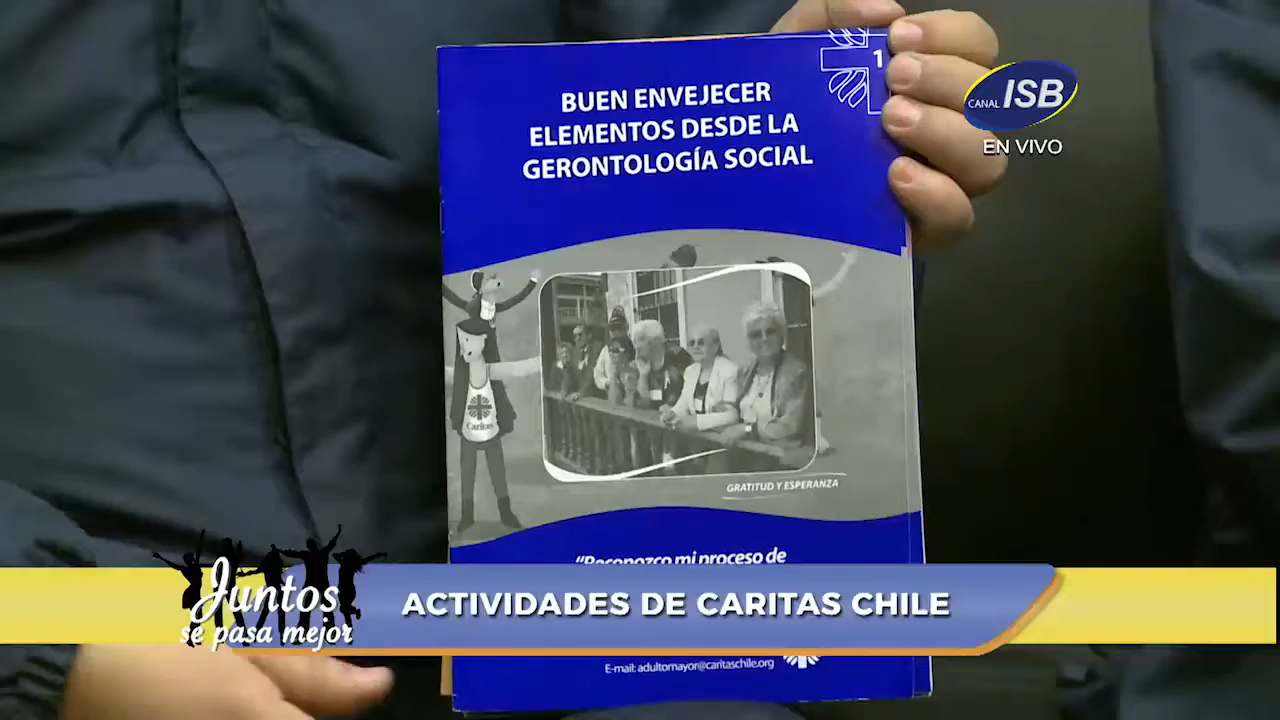 1
BUEN ENVEJECER
ELEMENTOS DESDE LA
GERONTOLOGÍA SOCIAL
CANAL ISB
EN VIVO
Caritas
GRATITUD Y ESPERANZA
“Reconozco mi proceso de
Juntos
se pasa mejor
ACTIVIDADES DE CARITAS CHILE
E-mail: adultomayor@caritaschile.org